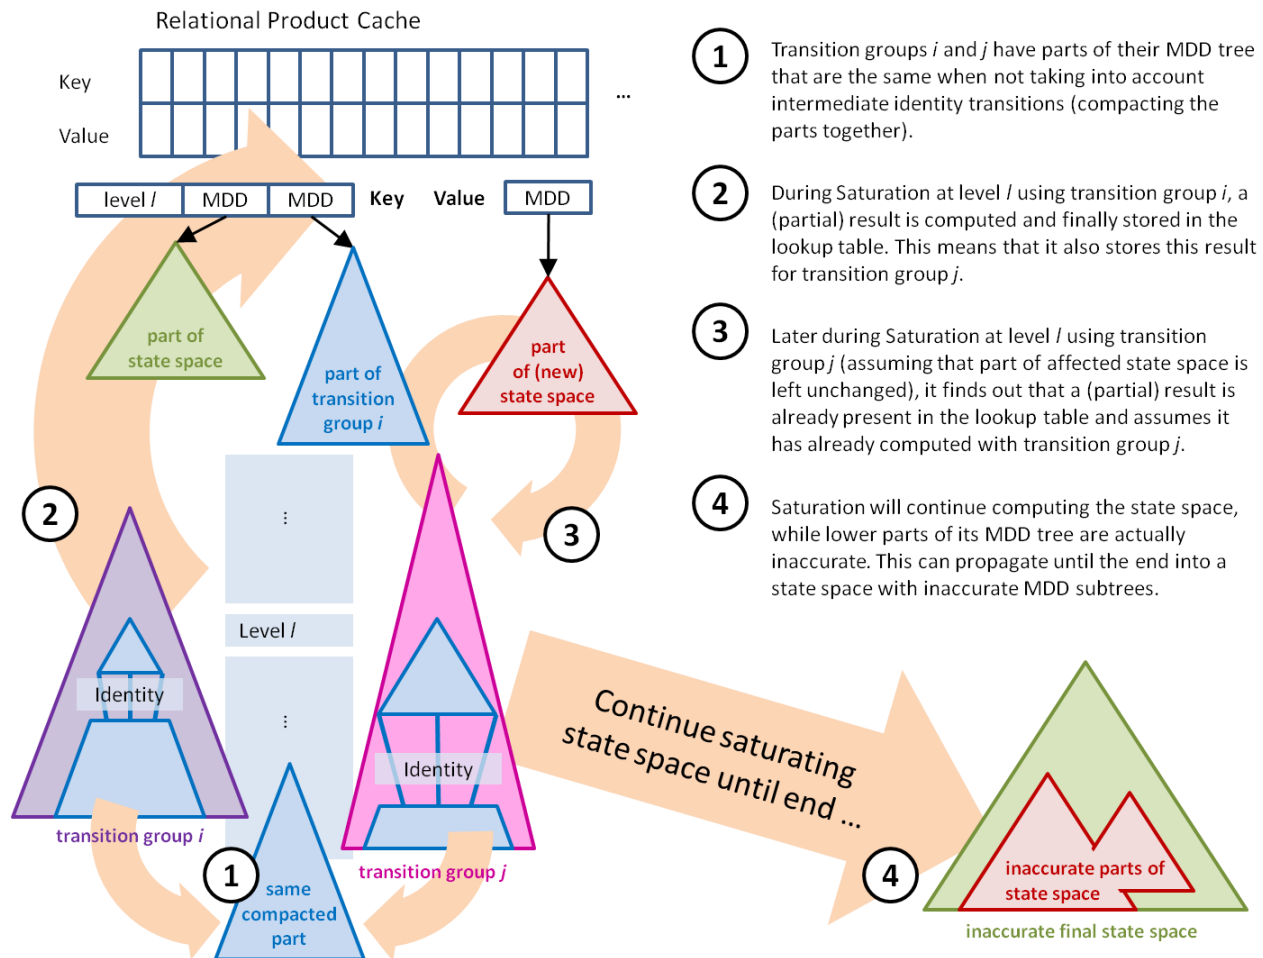 Relational Product Cache
Key
...
Value
level l MDD MDD Key Value MDD
part of
state space
part of
transition
group i
part
of (new)
state space
2
3
...
Level l
Identity
...
Identity
transition group i
transition group j
1
same
compacted
part
1
Transition groups i and j have parts of their MDD tree
that are the same when not taking into account
intermediate identity transitions (compacting the
parts together).
2
During Saturation at level l using transition group i, a
(partial) result is computed and finally stored in the
lookup table. This means that it also stores this result
for transition group j.
3
Later during Saturation at level l using transition
group j (assuming that part of affected state space is
left unchanged), it finds out that a (partial) result is
already present in the lookup table and assumes it
has already computed with transition group j.
4
Saturation will continue computing the state space,
while lower parts of its MDD tree are actually
inaccurate. This can propagate until the end into a
state space with inaccurate MDD subtrees.
Continue saturating
state space until end ...
4
inaccurate parts of
state space
inaccurate final state space